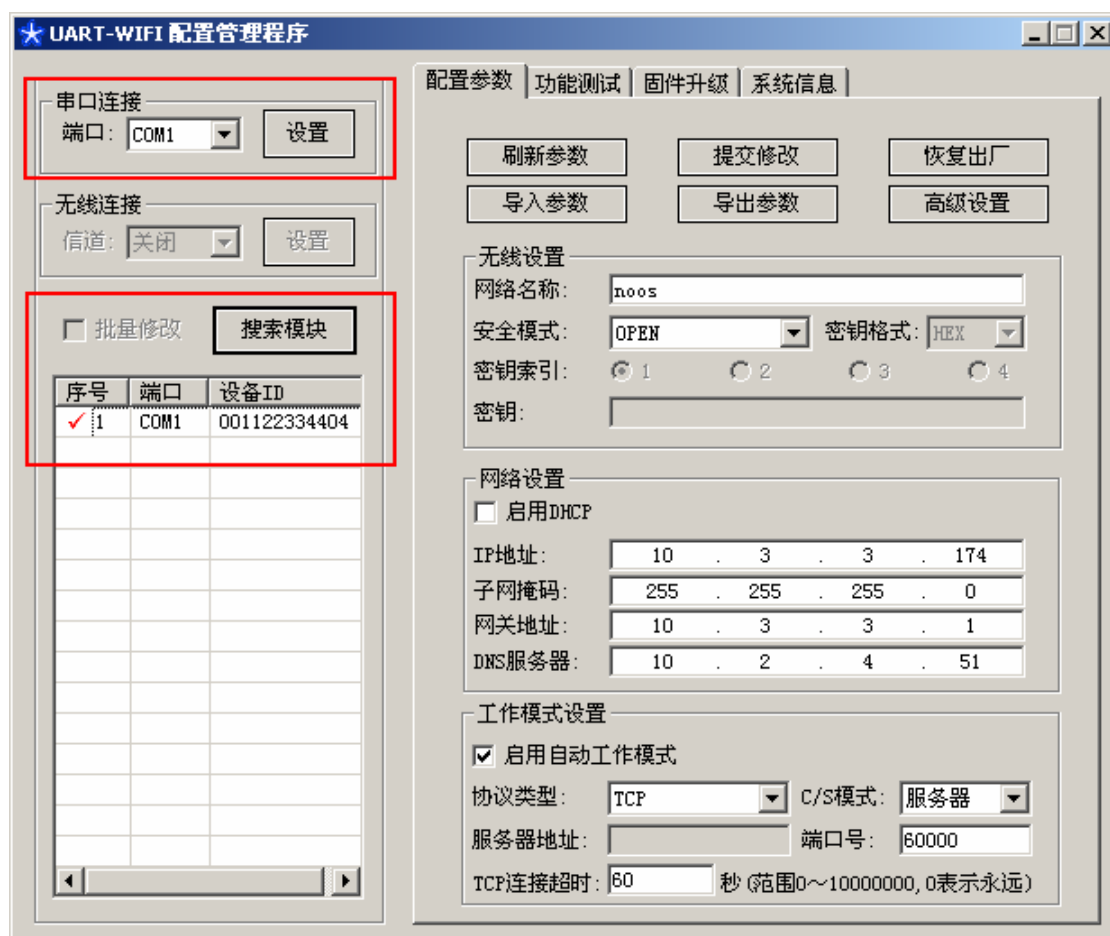 UART-WIFI 配置管理程序
串口连接
端口: COM1 设置
无线连接
信道: 关闭 设置
批量修改 搜索模块
序号 端口 设备ID
1 COM1 001122334404
配置参数 功能测试 固件升级 系统信息
刷新参数 提交修改 恢复出厂
导入参数 导出参数 高级设置
无线设置
网络名称: noos
安全模式: OPEN 密钥格式: HEX
密钥索引: 1 2 3 4
密钥:
网络设置
启用DHCP
IP地址: 10 . 3 . 3 . 174
子网掩码: 255 . 255 . 255 . 0
网关地址: 10 . 3 . 3 . 1
DNS服务器: 10 . 2 . 4 . 51
工作模式设置
启用自动工作模式
协议类型: TCP C/S模式: 服务器
服务器地址: 端口号: 60000
TCP连接超时: 60 秒(范围0～10000000,0表示永远)